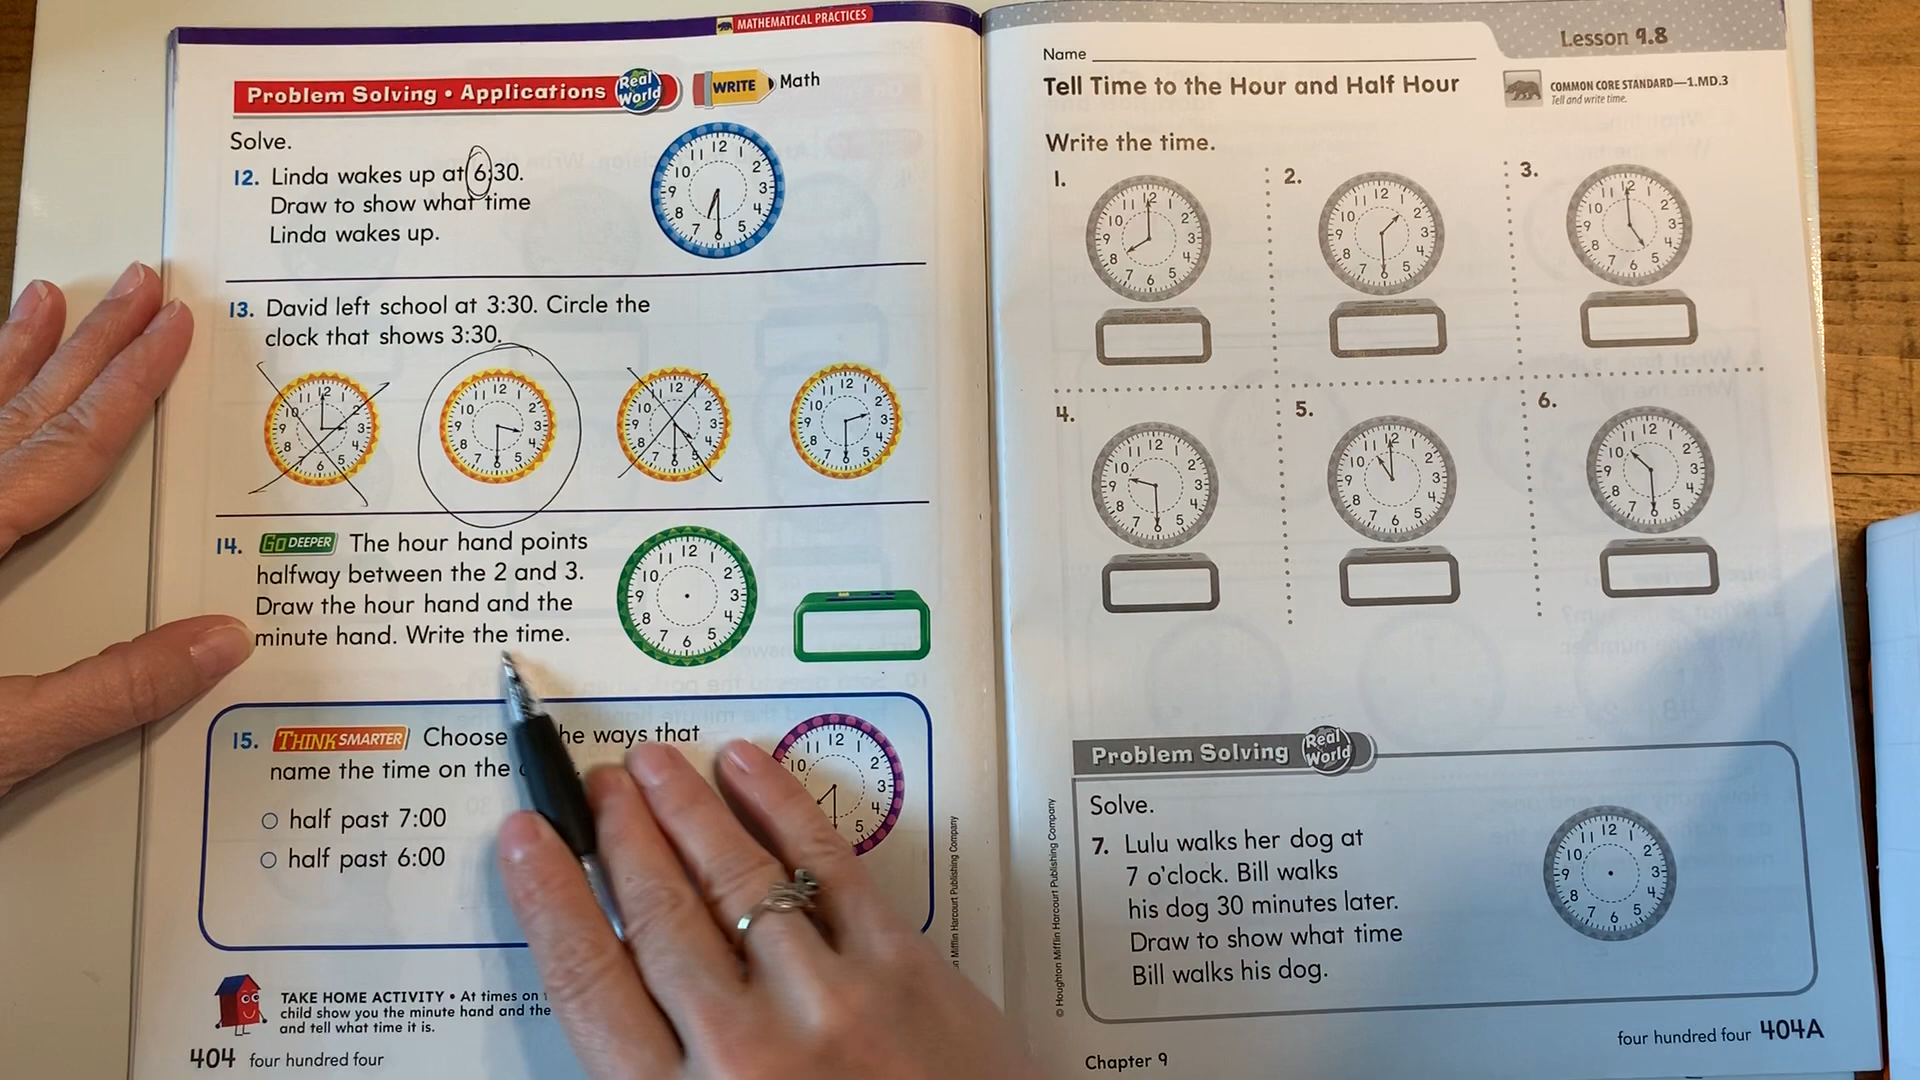 MATHEMATICAL PRACTICES
Problem Solving • Applications Real World WRITE Math
Solve.
12. Linda wakes up at 6:30.
Draw to show what time
Linda wakes up.
13. David left school at 3:30. Circle the
clock that shows 3:30.
14. GO DEEPER The hour hand points
halfway between the 2 and 3.
Draw the hour hand and the
minute hand. Write the time.
15. THINK SMARTER Choose he ways that
name the time on the
half past 7:00
half past 6:00
TAKE HOME ACTIVITY • At times on
child show you the minute hand and the
and tell what time it is.
404 four hundred four
n Mifflin Harcourt Publishing Company
Lesson 9.8
Name
Tell Time to the Hour and Half Hour
COMMON CORE STANDARD—1.MD.3
Tell and write time.
Write the time.
1.
2.
3.
4.
5.
6.
Problem Solving Real World
Solve.
7. Lulu walks her dog at
7 o'clock. Bill walks
his dog 30 minutes later.
Draw to show what time
Bill walks his dog.
© Houghton Mifflin Harcourt Publishing Company
Chapter 9
four hundred four 404A